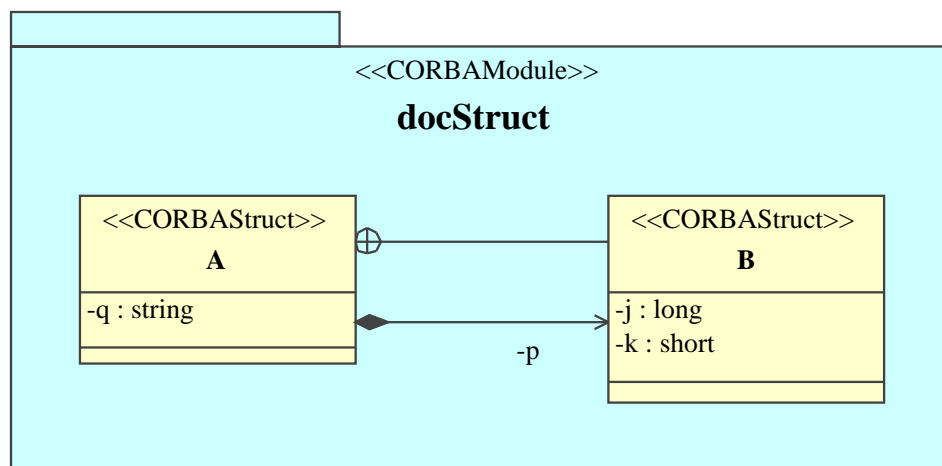 <<CORBAModule>>
docStruct
<<CORBAStruct>>
A
-q : string
<<CORBAStruct>>
B
-j : long
-k : short
-p